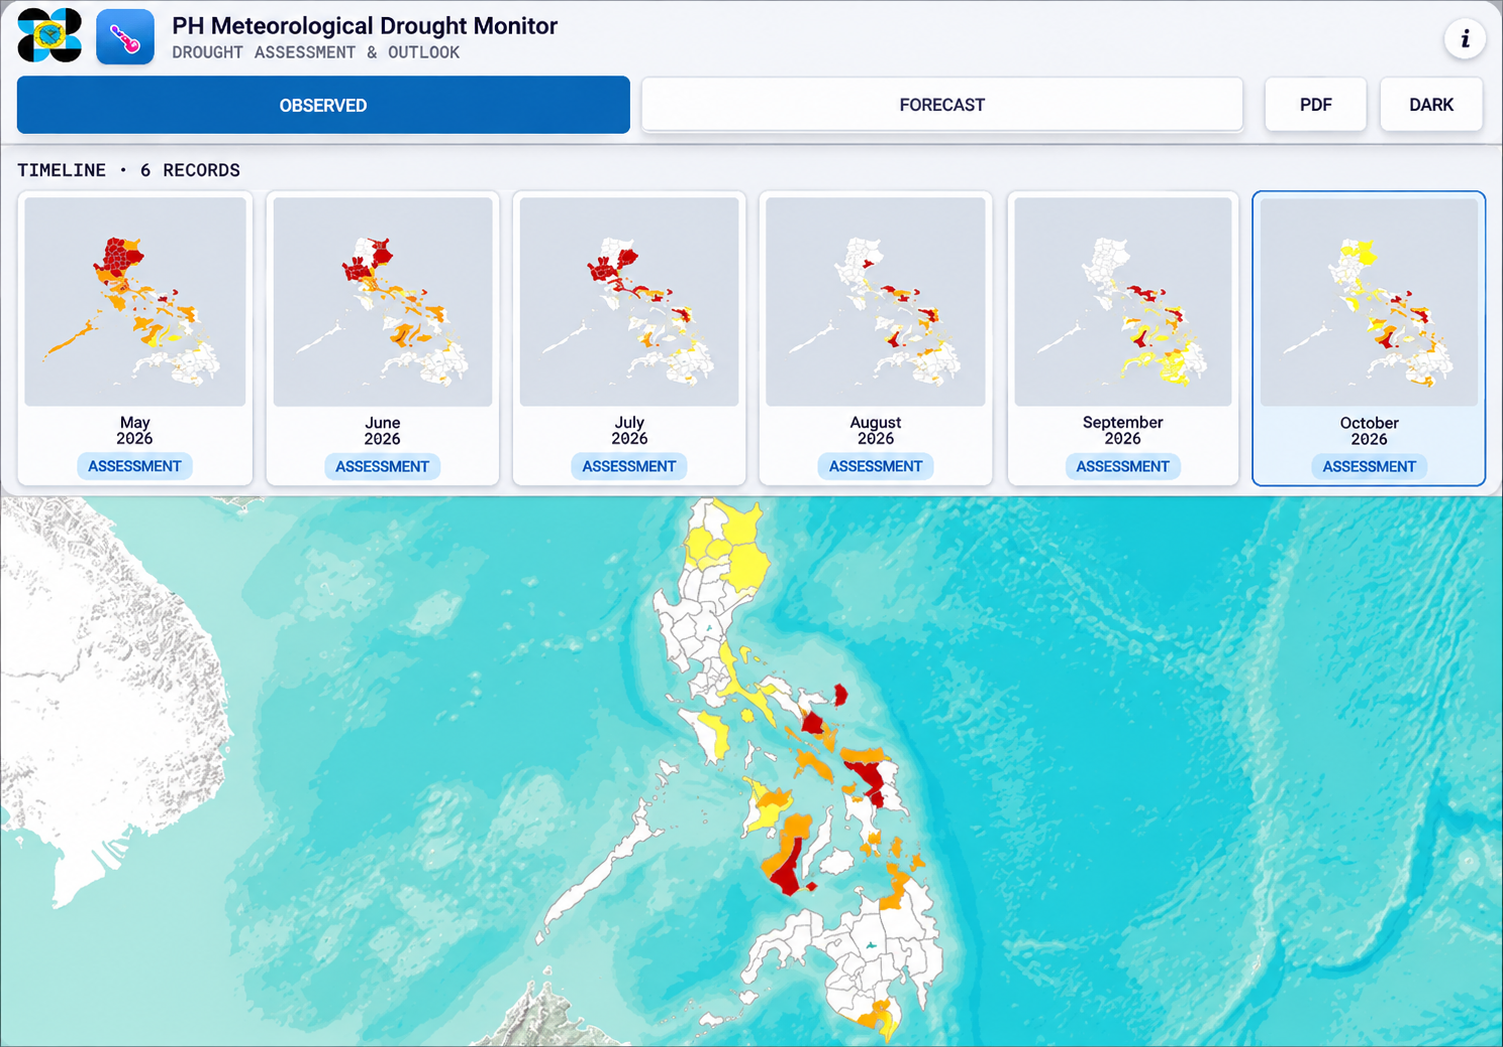 PH Meteorological Drought Monitor
DROUGHT ASSESSMENT & OUTLOOK
i
OBSERVED
FORECAST
PDF
DARK
TIMELINE • 6 RECORDS
May
2026
ASSESSMENT
June
2026
ASSESSMENT
July
2026
ASSESSMENT
August
2026
ASSESSMENT
September
2026
ASSESSMENT
October
2026
ASSESSMENT